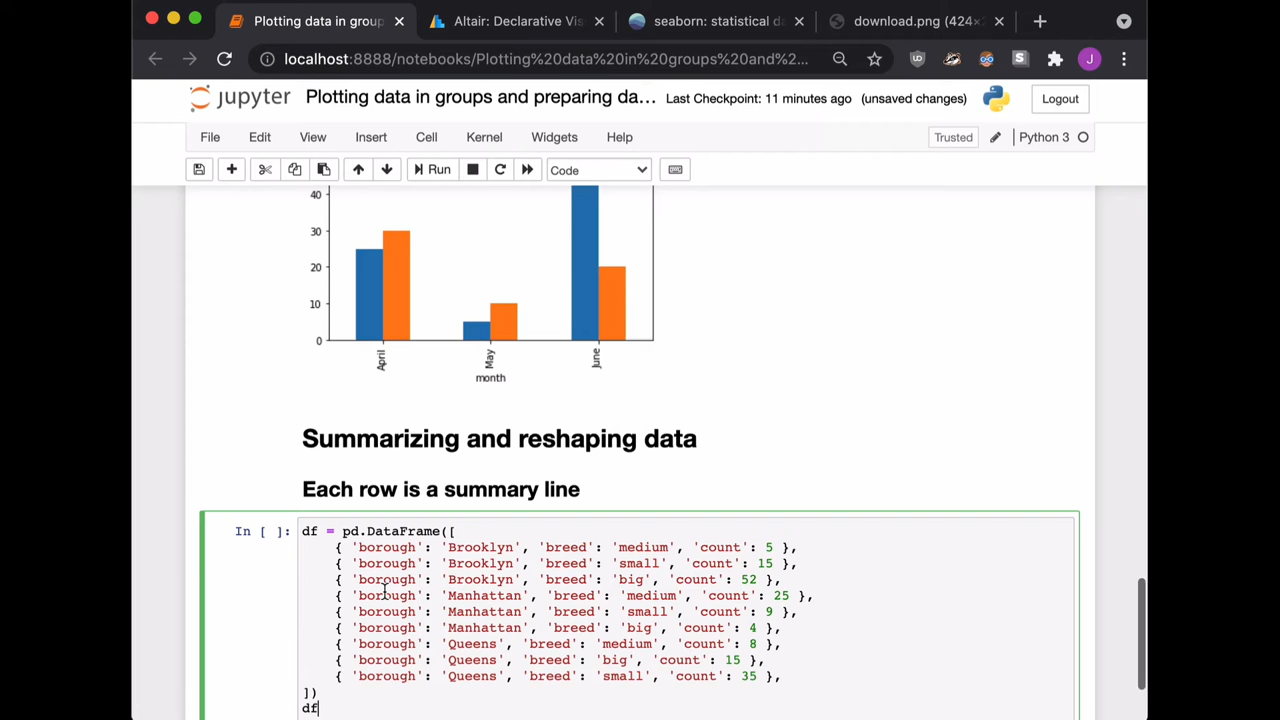 Plotting data in group
Altair: Declarative Vis
seaborn: statistical da
download.png (424×2
localhost:8888/notebooks/Plotting%20data%20in%20groups%20and%2...
jupyter Plotting data in groups and preparing da... Last Checkpoint: 11 minutes ago (unsaved changes) Logout
File Edit View Insert Cell Kernel Widgets Help Trusted Python 3
Run Code
40
30
20
10
0
April May June
month
Summarizing and reshaping data
Each row is a summary line
In [ ]: df = pd.DataFrame([
{ 'borough': 'Brooklyn', 'breed': 'medium', 'count': 5 },
{ 'borough': 'Brooklyn', 'breed': 'small', 'count': 15 },
{ 'borough': 'Brooklyn', 'breed': 'big', 'count': 52 },
{ 'borough': 'Manhattan', 'breed': 'medium', 'count': 25 },
{ 'borough': 'Manhattan', 'breed': 'small', 'count': 9 },
{ 'borough': 'Manhattan', 'breed': 'big', 'count': 4 },
{ 'borough': 'Queens', 'breed': 'medium', 'count': 8 },
{ 'borough': 'Queens', 'breed': 'big', 'count': 15 },
{ 'borough': 'Queens', 'breed': 'small', 'count': 35 },
])
df